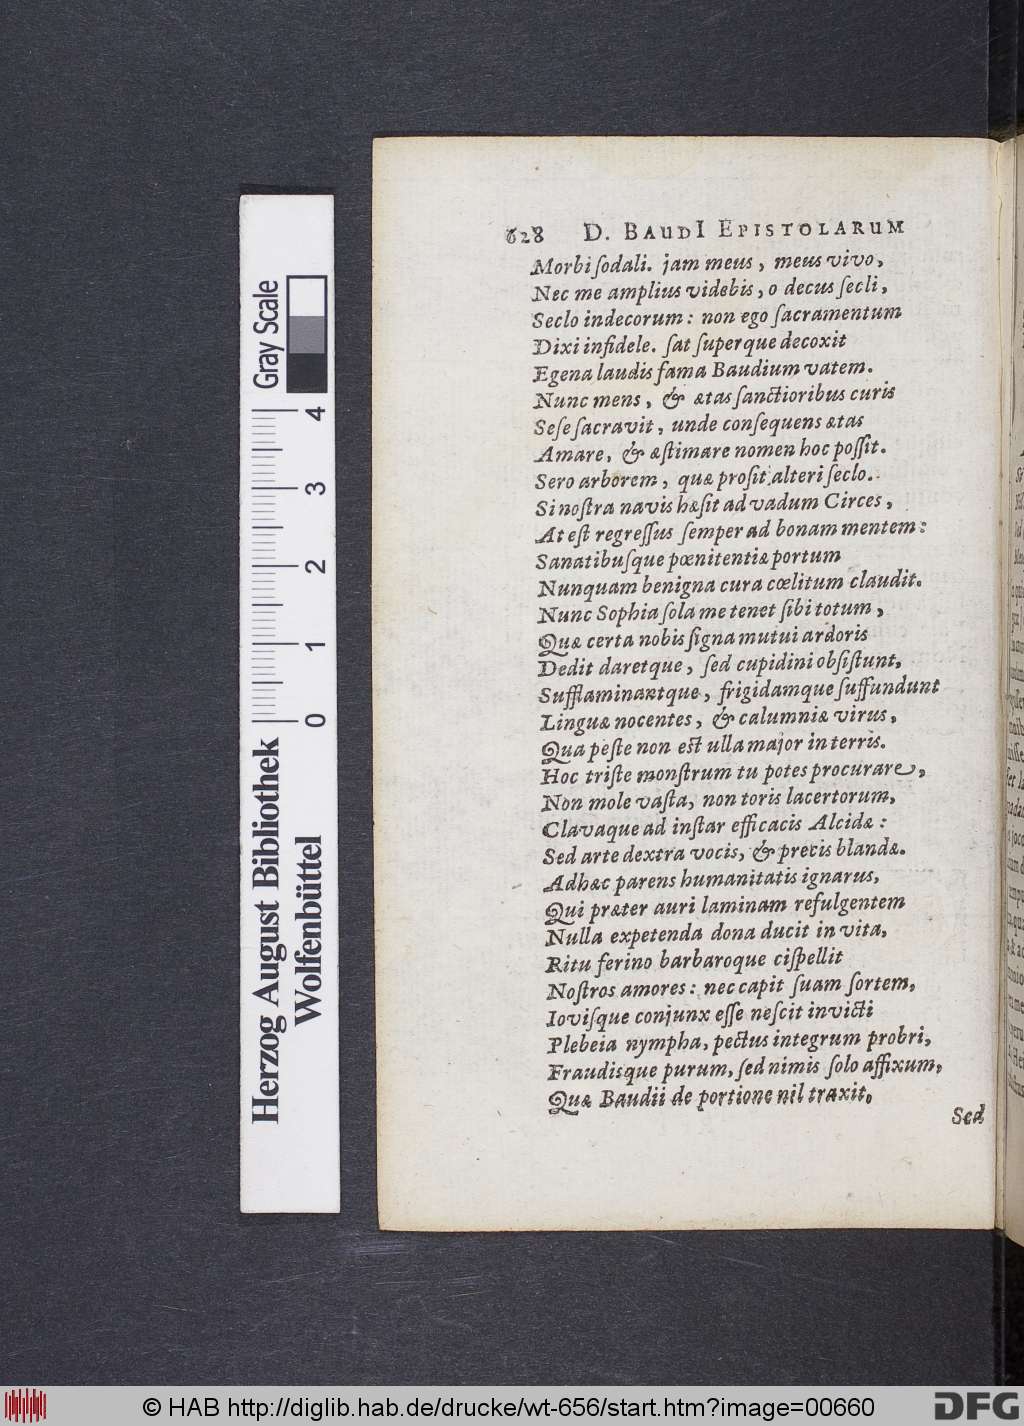 628 D. BAUDI EPISTOLARUM
Morbi ſodali. jam meus, meus vivo,
Nec me amplius videbis, o decus ſecli,
Seclo indecorum: non ego ſacramentum
Dixi infidele. ſat ſuperque decoxit
Egena laudis fama Baudium vatem.
Nunc mens, & ætas ſanctioribus curis
Seſe ſacravit, unde conſequens ætas
Amare, & æſtimare nomen hoc poſſit.
Sero arborem, quæ proſit alteri ſeclo.
Si noſtra navis hæſit ad vadum Circes,
At eſt regreſſus ſemper ad bonam mentem:
Sanatibuſque pœnitentiæ portum
Nunquam benigna cura cœlitum claudit.
Nunc Sophia ſola me tenet ſibi totum,
Quæ certa nobis ſigna mutui ardoris
Dedit daretque, ſed cupidini obſiſtunt,
Sufflaminantque, frigidamque ſuffundunt
Linguæ nocentes, & calumniæ virus,
Qua peſte non eſt ulla major in terris.
Hoc triſte monſtrum tu potes procurare,
Non mole vaſta, non toris lacertorum,
Clavaque ad inſtar efficacis Alcidæ:
Sed arte dextra vocis, & precis blandæ.
Adhæc parens humanitatis ignarus,
Qui præter auri laminam refulgentem
Nulla expetenda dona ducit in vita,
Ritu ferino barbaroque ciſpellit
Noſtros amores: nec capit ſuam ſortem,
Ioviſque conjunx eſſe neſcit invicti
Plebeia nympha, pectus integrum probri,
Fraudisque purum, ſed nimis ſolo affixum,
Quæ Baudii de portione nil traxit.
Sed
Gray Scale
4
3
2
1
0
Herzog August Bibliothek
Wolfenbüttel
© HAB http://diglib.hab.de/drucke/wt-656/start.htm?image=00660
DFG